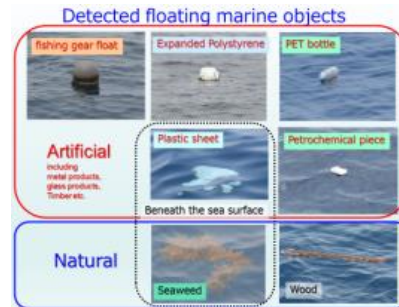 Detected floating marine objects
fishing gear float
Expanded Polystyrene
PET bottle
Artificial
including
metal products,
glass products,
Timber etc.
Plastic sheet
Petrochemical piece
Beneath the sea surface
Natural
Seaweed
Wood